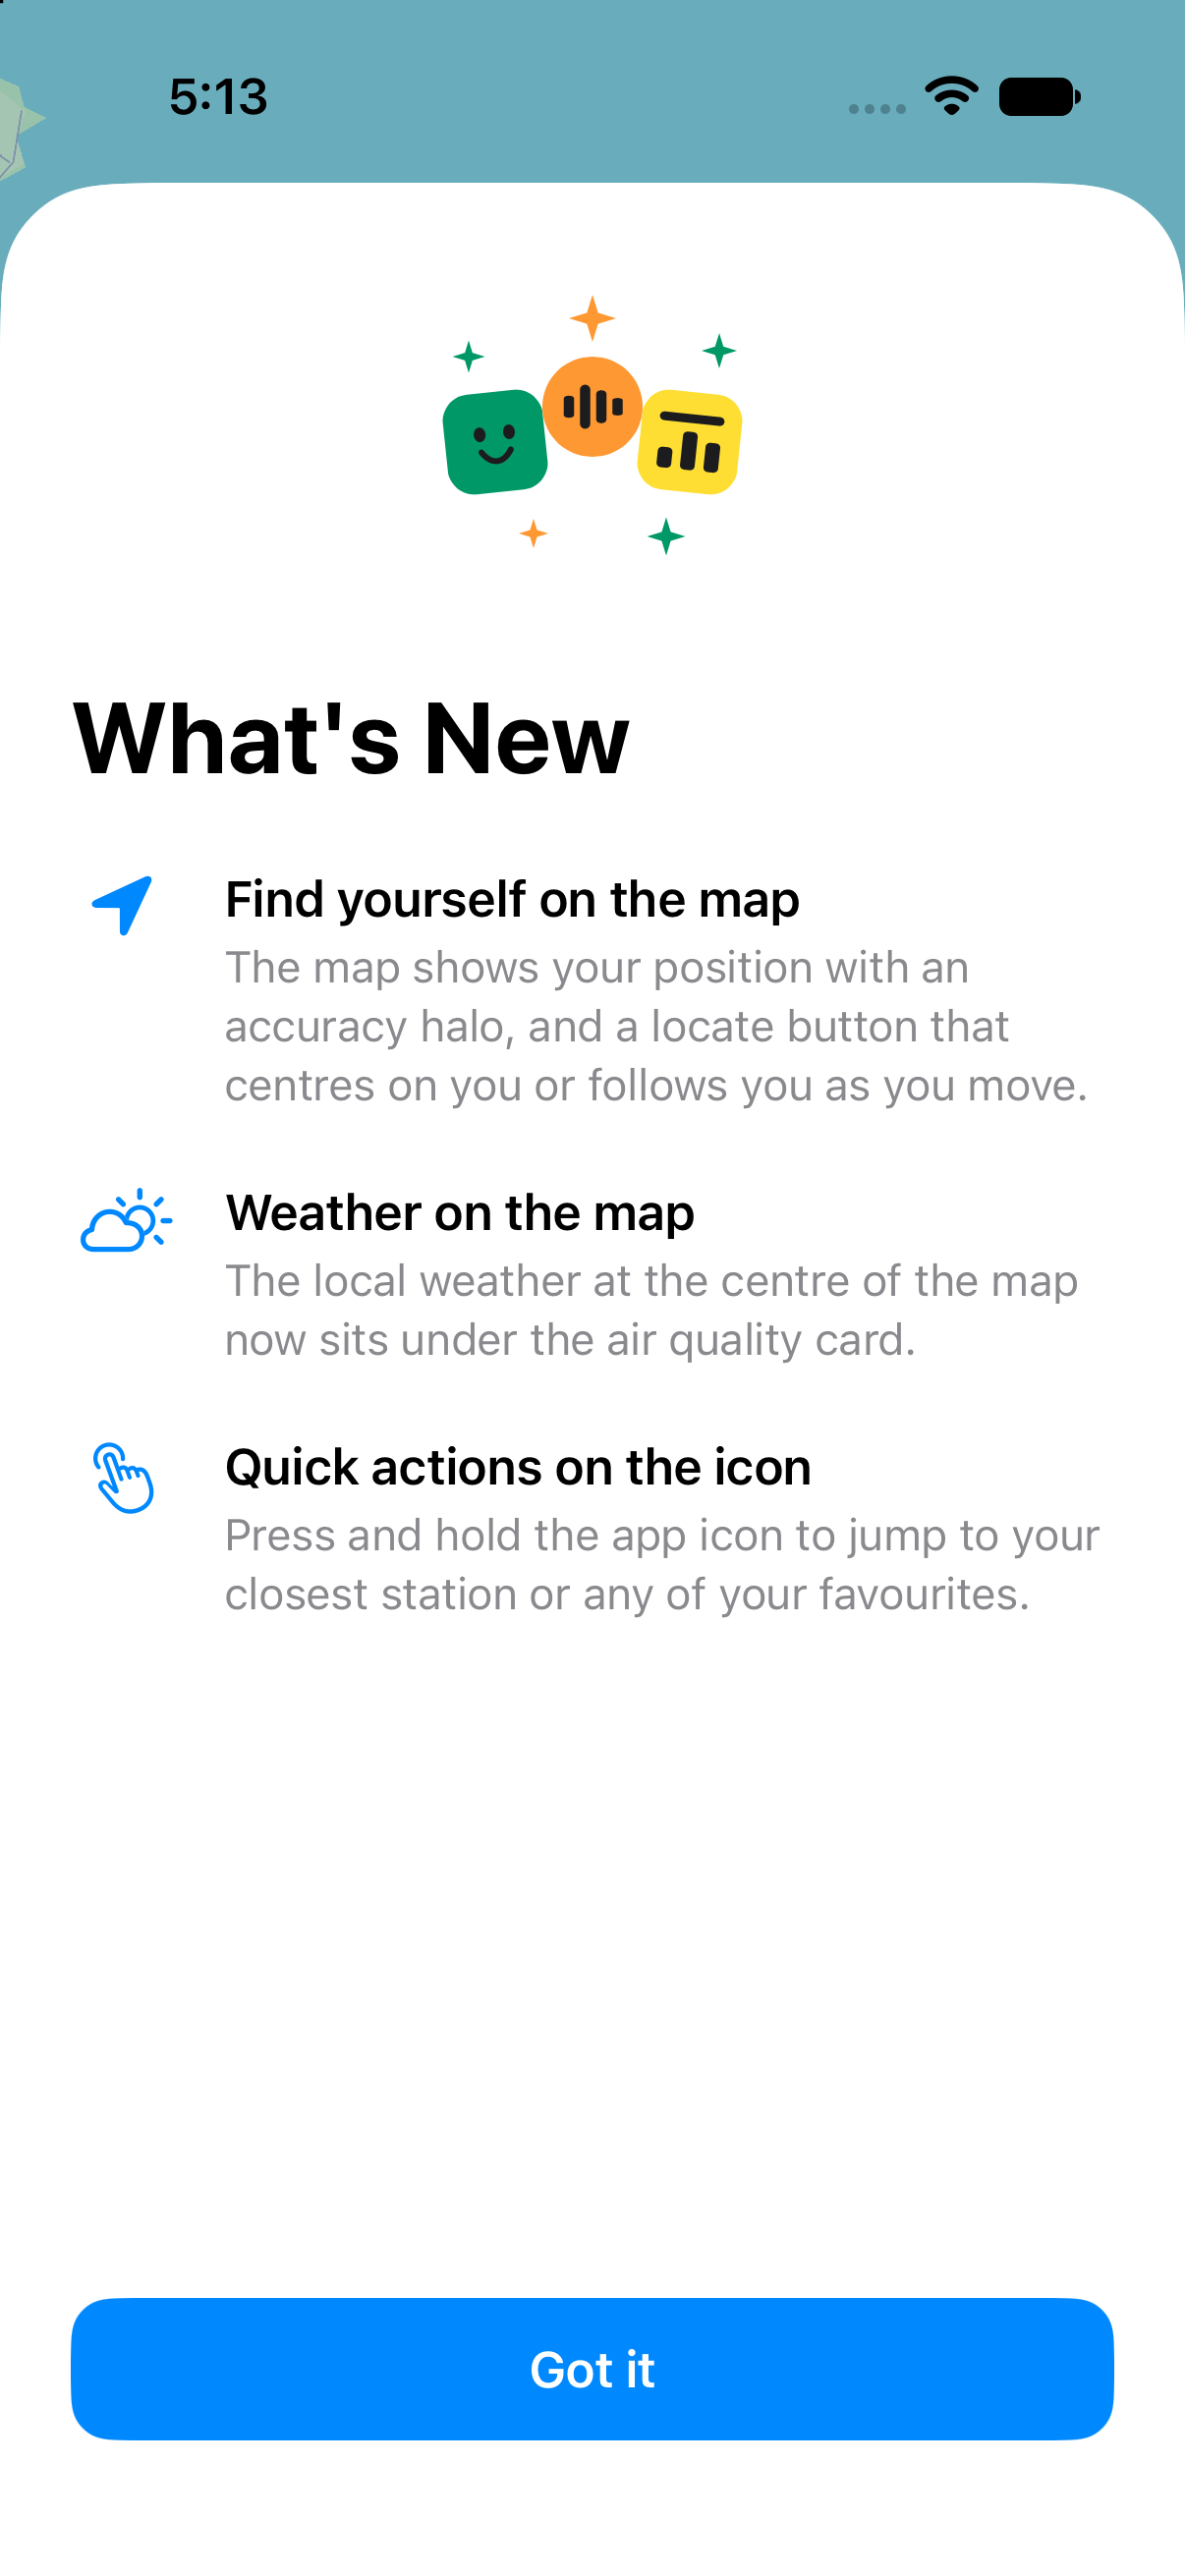 5:13
What's New
Find yourself on the map
The map shows your position with an
accuracy halo, and a locate button that
centres on you or follows you as you move.
Weather on the map
The local weather at the centre of the map
now sits under the air quality card.
Quick actions on the icon
Press and hold the app icon to jump to your
closest station or any of your favourites.
Got it